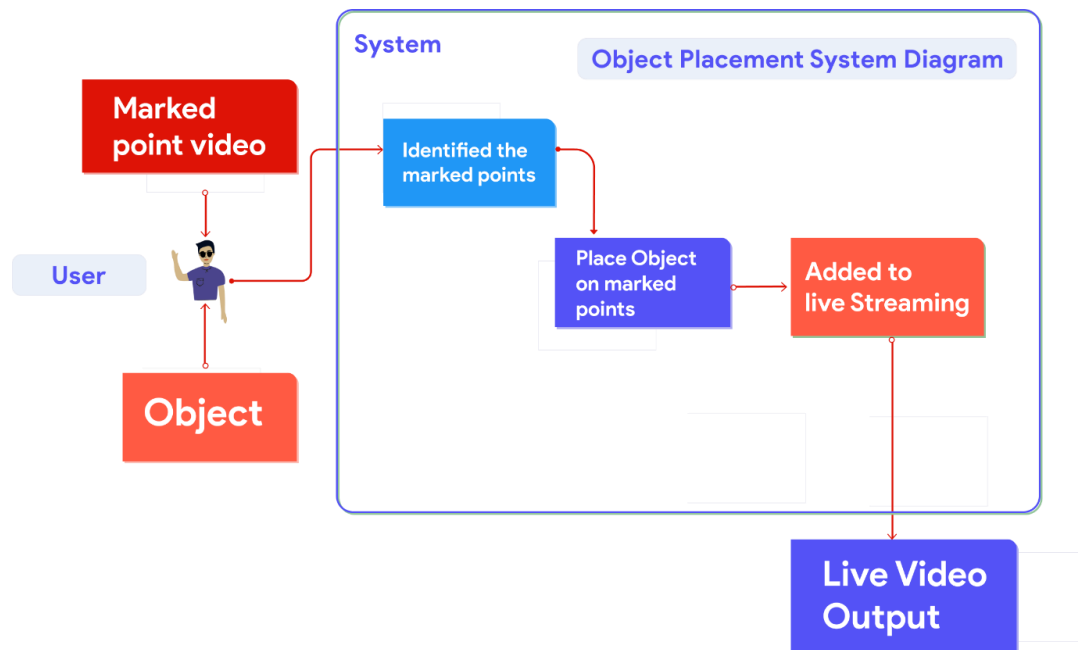 System
Object Placement System Diagram
Marked
point video
Identified the
marked points
User
Place Object
on marked
points
Added to
live Streaming
Object
Live Video
Output